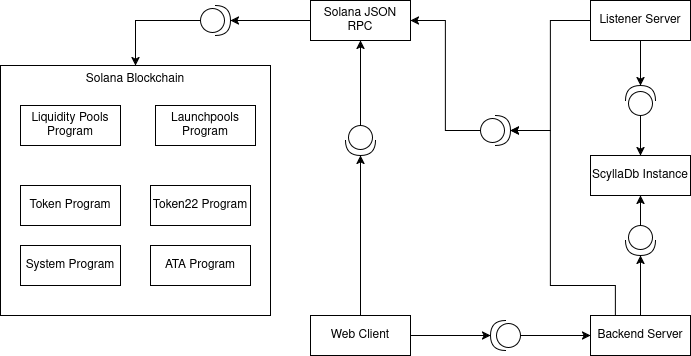 Solana JSON
RPC
Listener Server
Solana Blockchain
Liquidity Pools
Program
Launchpools
Program
ScyllaDb Instance
Token Program
Token22 Program
System Program
ATA Program
Web Client
Backend Server